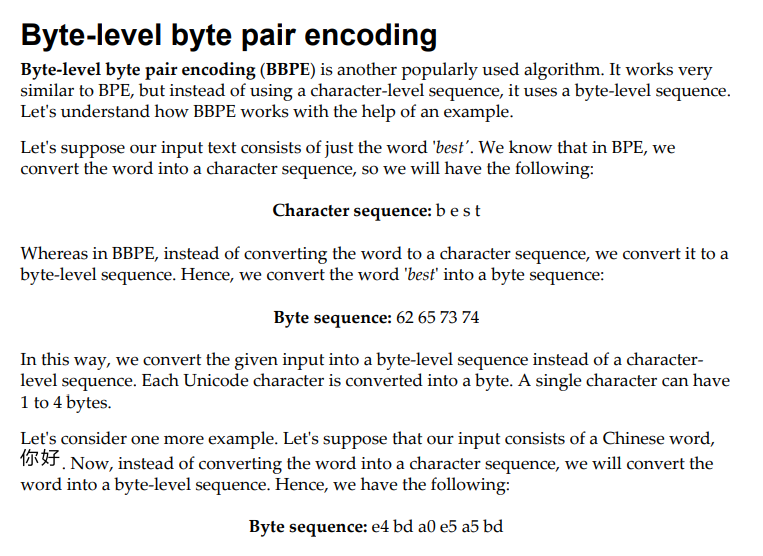 Byte-level byte pair encoding
Byte-level byte pair encoding (BBPE) is another popularly used algorithm. It works very
similar to BPE, but instead of using a character-level sequence, it uses a byte-level sequence.
Let's understand how BBPE works with the help of an example.
Let's suppose our input text consists of just the word 'best'. We know that in BPE, we
convert the word into a character sequence, so we will have the following:
Character sequence: b e s t
Whereas in BBPE, instead of converting the word to a character sequence, we convert it to a
byte-level sequence. Hence, we convert the word 'best' into a byte sequence:
Byte sequence: 62 65 73 74
In this way, we convert the given input into a byte-level sequence instead of a character-
level sequence. Each Unicode character is converted into a byte. A single character can have
1 to 4 bytes.
Let's consider one more example. Let's suppose that our input consists of a Chinese word,
你好. Now, instead of converting the word into a character sequence, we will convert the
word into a byte-level sequence. Hence, we have the following:
Byte sequence: e4 bd a0 e5 a5 bd